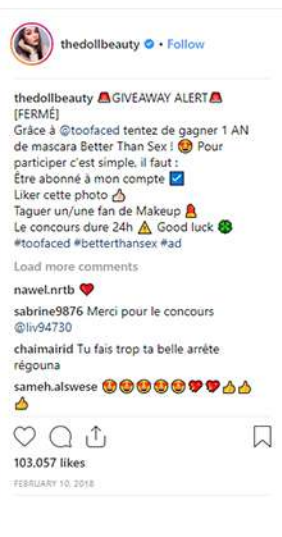 thedollbeauty • Follow
thedollbeauty 🚨GIVEAWAY ALERT🚨
[FERMÉ]
Grâce à @toofaced tentez de gagner 1 AN
de mascara Better Than Sex ! 🤩 Pour
participer c'est simple, il faut :
Être abonné à mon compte ☑️
Liker cette photo 👍🏻
Taguer un/une fan de Makeup 💄
Le concours dure 24h ⚠️ Good luck 🍀
#toofaced #betterthansex #ad
Load more comments
nawel.nrtb ❤️
sabrine9876 Merci pour le concours
@liv94730
chaimairid Tu fais trop ta belle arrête
régouna
sameh.alswese 🤩🤩🤩🤩🤩💖💖👍👍
👍
103.057 likes
FEBRUARY 10, 2018